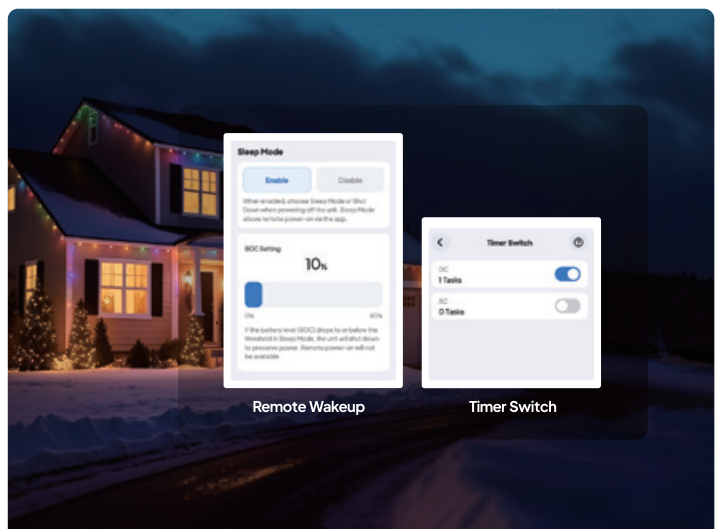 Sleep Mode
Enable
Disable
When enabled, choose Sleep Mode or Shut
Down when powering off the unit. Sleep Mode
allows remote power-on via the app.
SOC Setting
10%
0%
80%
If the battery level (SOC) drops to or below the
threshold in Sleep Mode, the unit will shut down
to preserve power. Remote power-on will not
be available.
Timer Switch
DC
1 Tasks
AC
0 Tasks
Remote Wakeup
Timer Switch